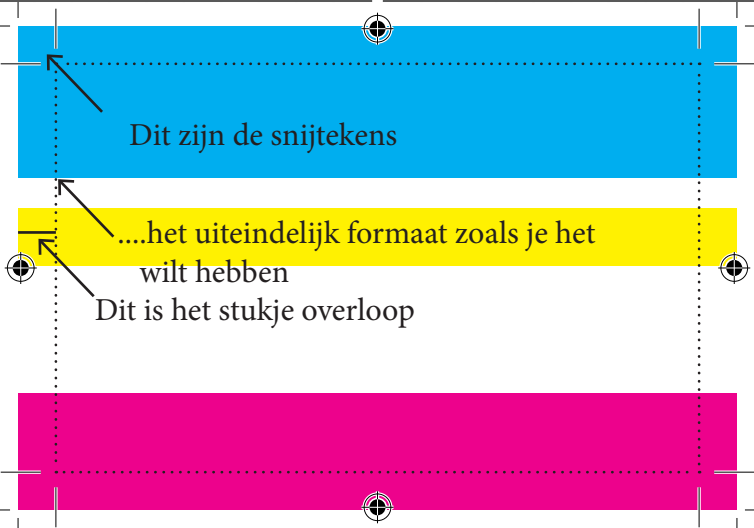 Dit zijn de snijtekens
....het uiteindelijk formaat zoals je het
wilt hebben
Dit is het stukje overloop